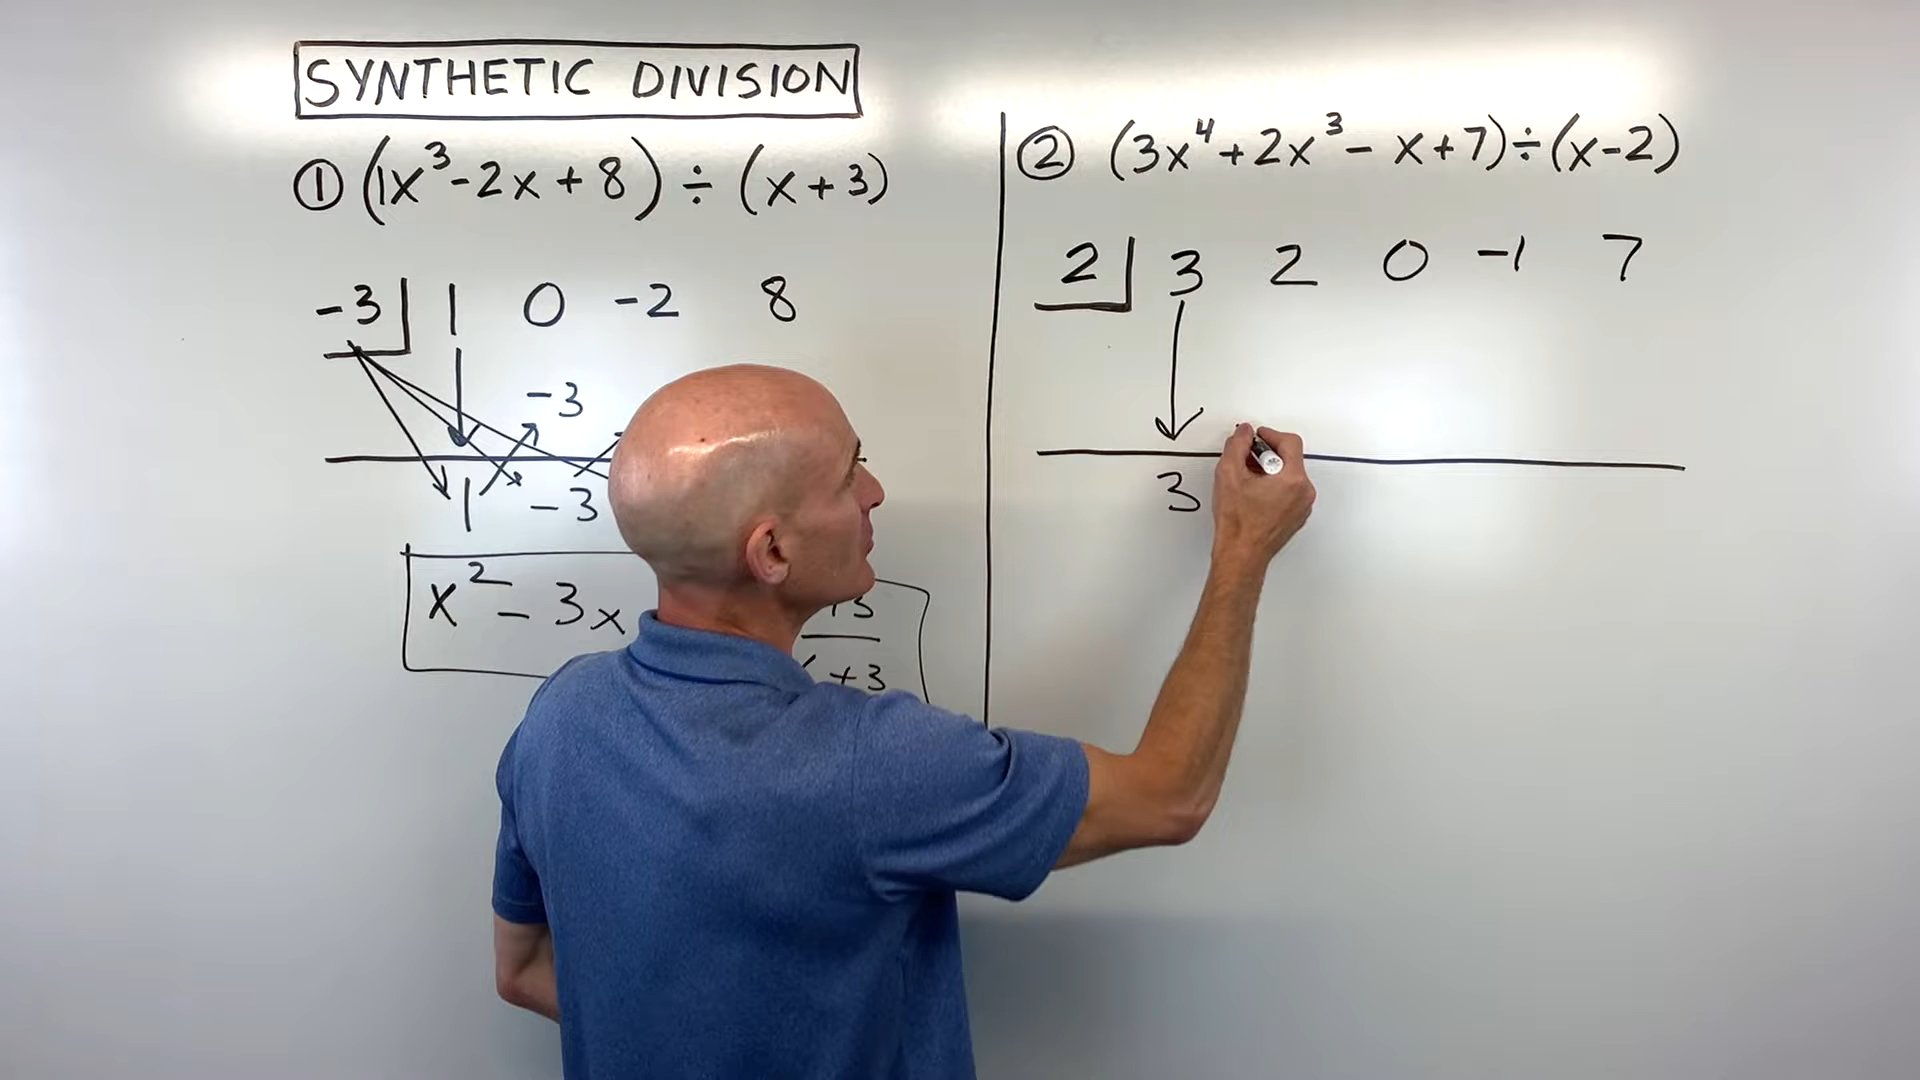 SYNTHETIC DIVISION
① (1x³-2x+8) ÷ (x+3)
-3 1 0 -2 8
-3
1 -3
x² - 3x
+3
② (3x⁴+2x³- x+7)÷(x-2)
2 3 2 0 -1 7
3